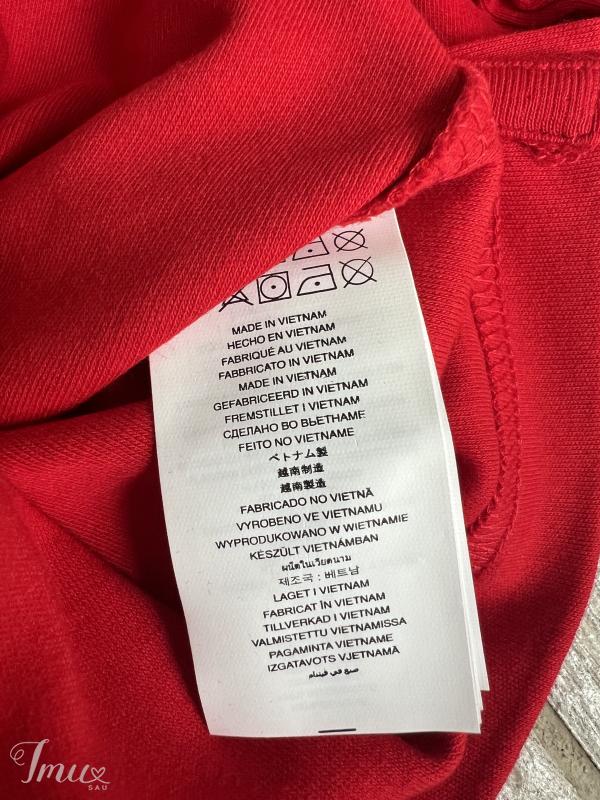 MADE IN VIETNAM
HECHO EN VIETNAM
FABRIQUÉ AU VIETNAM
FABBRICATO IN VIETNAM
MADE IN VIETNAM
GEFABRICEERD IN VIETNAM
FREMSTILLET I VIETNAM
СДЕЛАНО ВО ВЬЕТНАМЕ
FEITO NO VIETNAME
ベトナム製
越南制造
越南製造
FABRICADO NO VIETNÃ
VYROBENO VE VIETNAMU
WYPRODUKOWANO W WIETNAMIE
KÉSZÜLT VIETNÁMBAN
ผลิตในเวียดนาม
제조국 : 베트남
LAGET I VIETNAM
FABRICAT ÎN VIETNAM
TILLVERKAD I VIETNAM
VALMISTETTU VIETNAMISSA
PAGAMINTA VIETNAME
IZGATAVOTS VJETNAMĀ
صنع في فيتنام
Imux
SAU